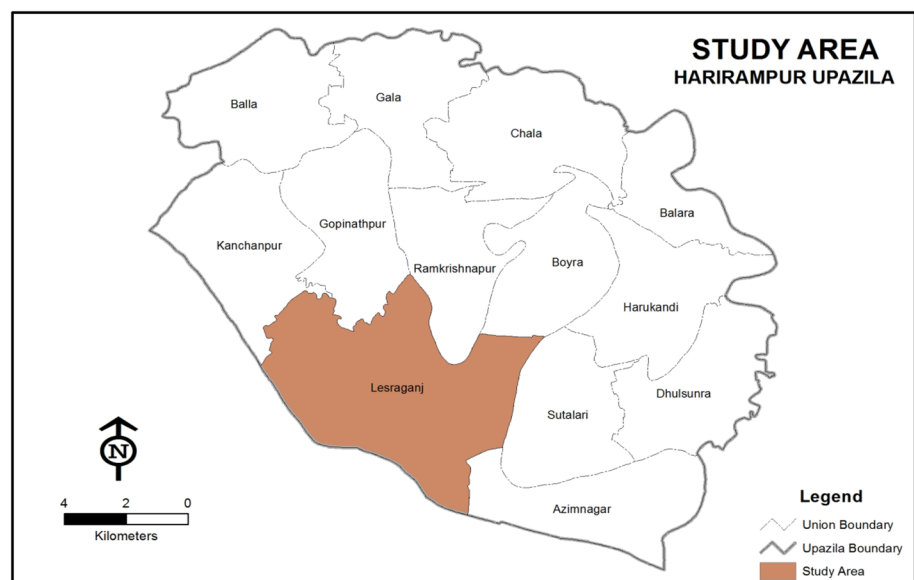 STUDY AREA
HARIRAMPUR UPAZILA
Balla
Gala
Chala
Balara
Gopinathpur
Kanchanpur
Ramkrishnapur
Boyra
Harukandi
Lesraganj
Sutalari
Dhulsunra
Azimnagar
N
4 2 0
Kilometers
Legend
Union Boundary
Upazila Boundary
Study Area